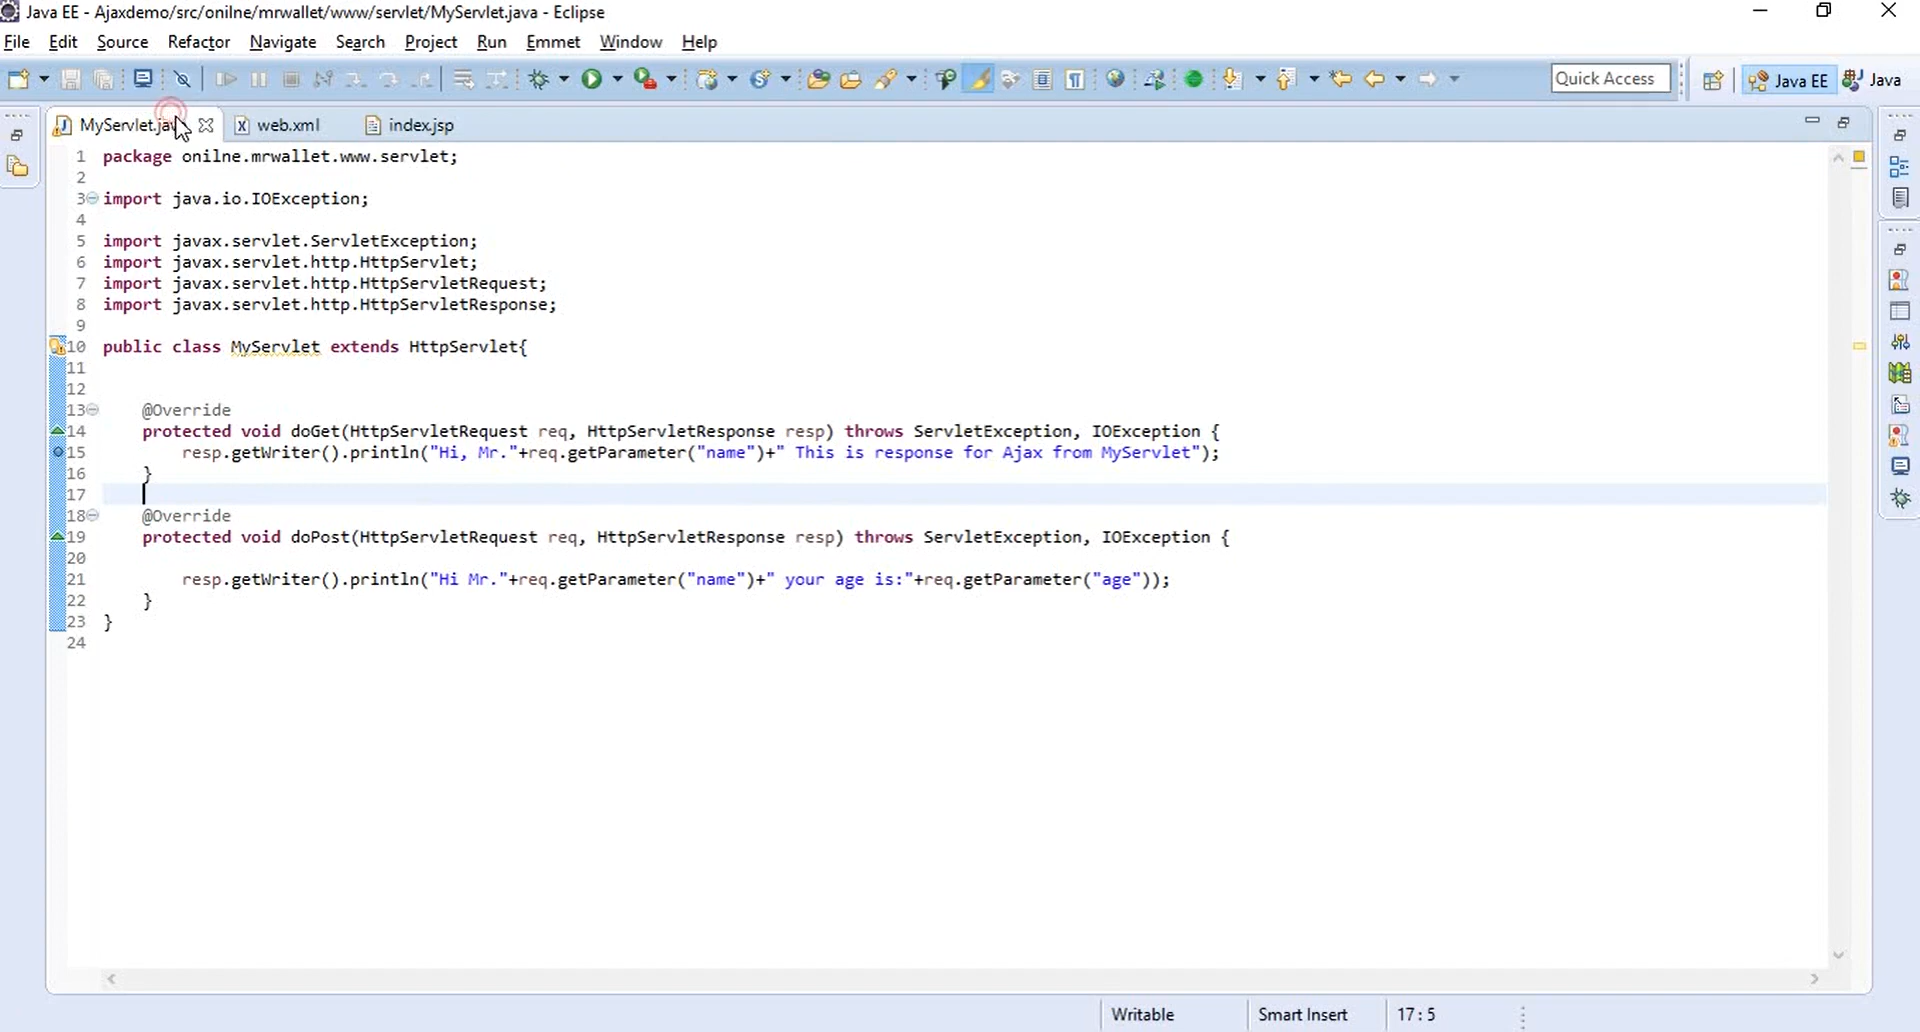 Java EE - Ajaxdemo/src/onilne/mrwallet/www/servlet/MyServlet.java - Eclipse
File Edit Source Refactor Navigate Search Project Run Emmet Window Help
Quick Access Java EE Java
MyServlet.java web.xml index.jsp
1 package onilne.mrwallet.www.servlet;
2
3 import java.io.IOException;
4
5 import javax.servlet.ServletException;
6 import javax.servlet.http.HttpServlet;
7 import javax.servlet.http.HttpServletRequest;
8 import javax.servlet.http.HttpServletResponse;
9
10 public class MyServlet extends HttpServlet{
11
12
13 @Override
14 protected void doGet(HttpServletRequest req, HttpServletResponse resp) throws ServletException, IOException {
15 resp.getWriter().println("Hi, Mr."+req.getParameter("name")+" This is response for Ajax from MyServlet");
16 }
17
18 @Override
19 protected void doPost(HttpServletRequest req, HttpServletResponse resp) throws ServletException, IOException {
20
21 resp.getWriter().println("Hi Mr."+req.getParameter("name")+" your age is:"+req.getParameter("age"));
22 }
23 }
24
Writable Smart Insert 17 : 5